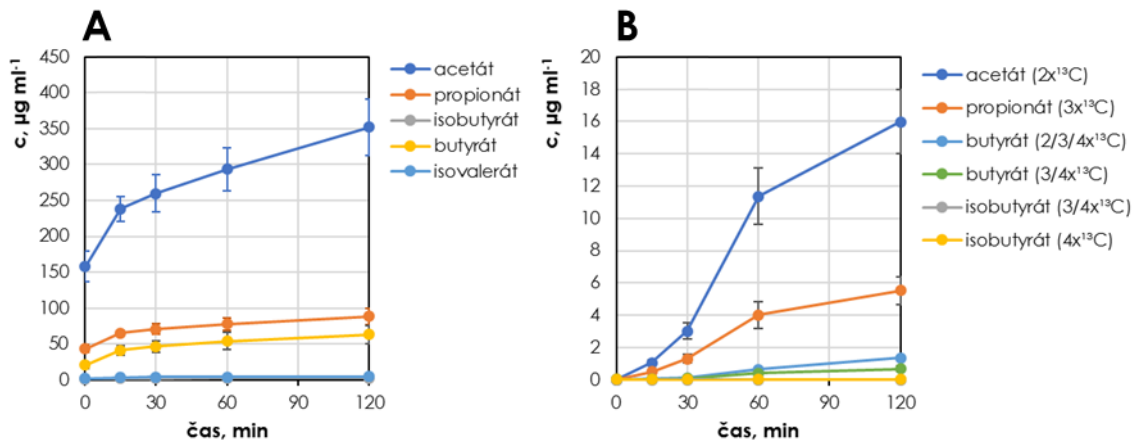 A
c, µg ml⁻¹
450
400
350
300
250
200
150
100
50
0
0 30 60 90 120
čas, min
acetát
propionát
isobutyrát
butyrát
isovalerát
B
c, µg ml⁻¹
20
18
16
14
12
10
8
6
4
2
0
0 30 60 90 120
čas, min
acetát (2x¹³C)
propionát (3x¹³C)
butyrát (2/3/4x¹³C)
butyrát (3/4x¹³C)
isobutyrát (3/4x¹³C)
isobutyrát (4x¹³C)